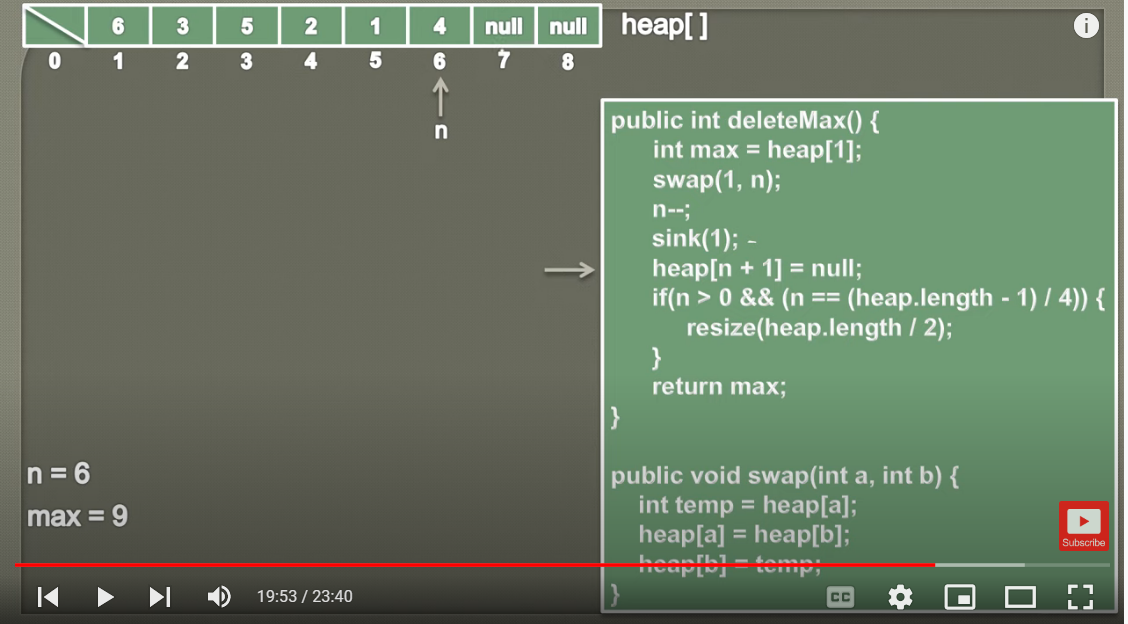 6 3 5 2 1 4 null null heap[ ]
0 1 2 3 4 5 6 7 8
n
public int deleteMax() {
int max = heap[1];
swap(1, n);
n--;
sink(1); -
heap[n + 1] = null;
if(n > 0 && (n == (heap.length - 1) / 4)) {
resize(heap.length / 2);
}
return max;
}
public void swap(int a, int b) {
int temp = heap[a];
heap[a] = heap[b];
heap[b] = temp;
}
n = 6
max = 9
Subscribe
19:53 / 23:40
CC